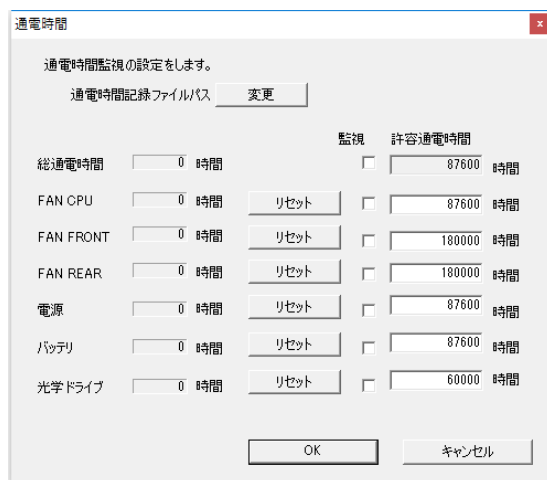 通電時間
x
通電時間監視の設定をします。
通電時間記録ファイルパス 変更
監視 許容通電時間
総通電時間 0 時間 87600 時間
FAN CPU 0 時間 リセット 87600 時間
FAN FRONT 0 時間 リセット 180000 時間
FAN REAR 0 時間 リセット 180000 時間
電源 0 時間 リセット 87600 時間
バッテリ 0 時間 リセット 87600 時間
光学ドライブ 0 時間 リセット 60000 時間
OK キャンセル